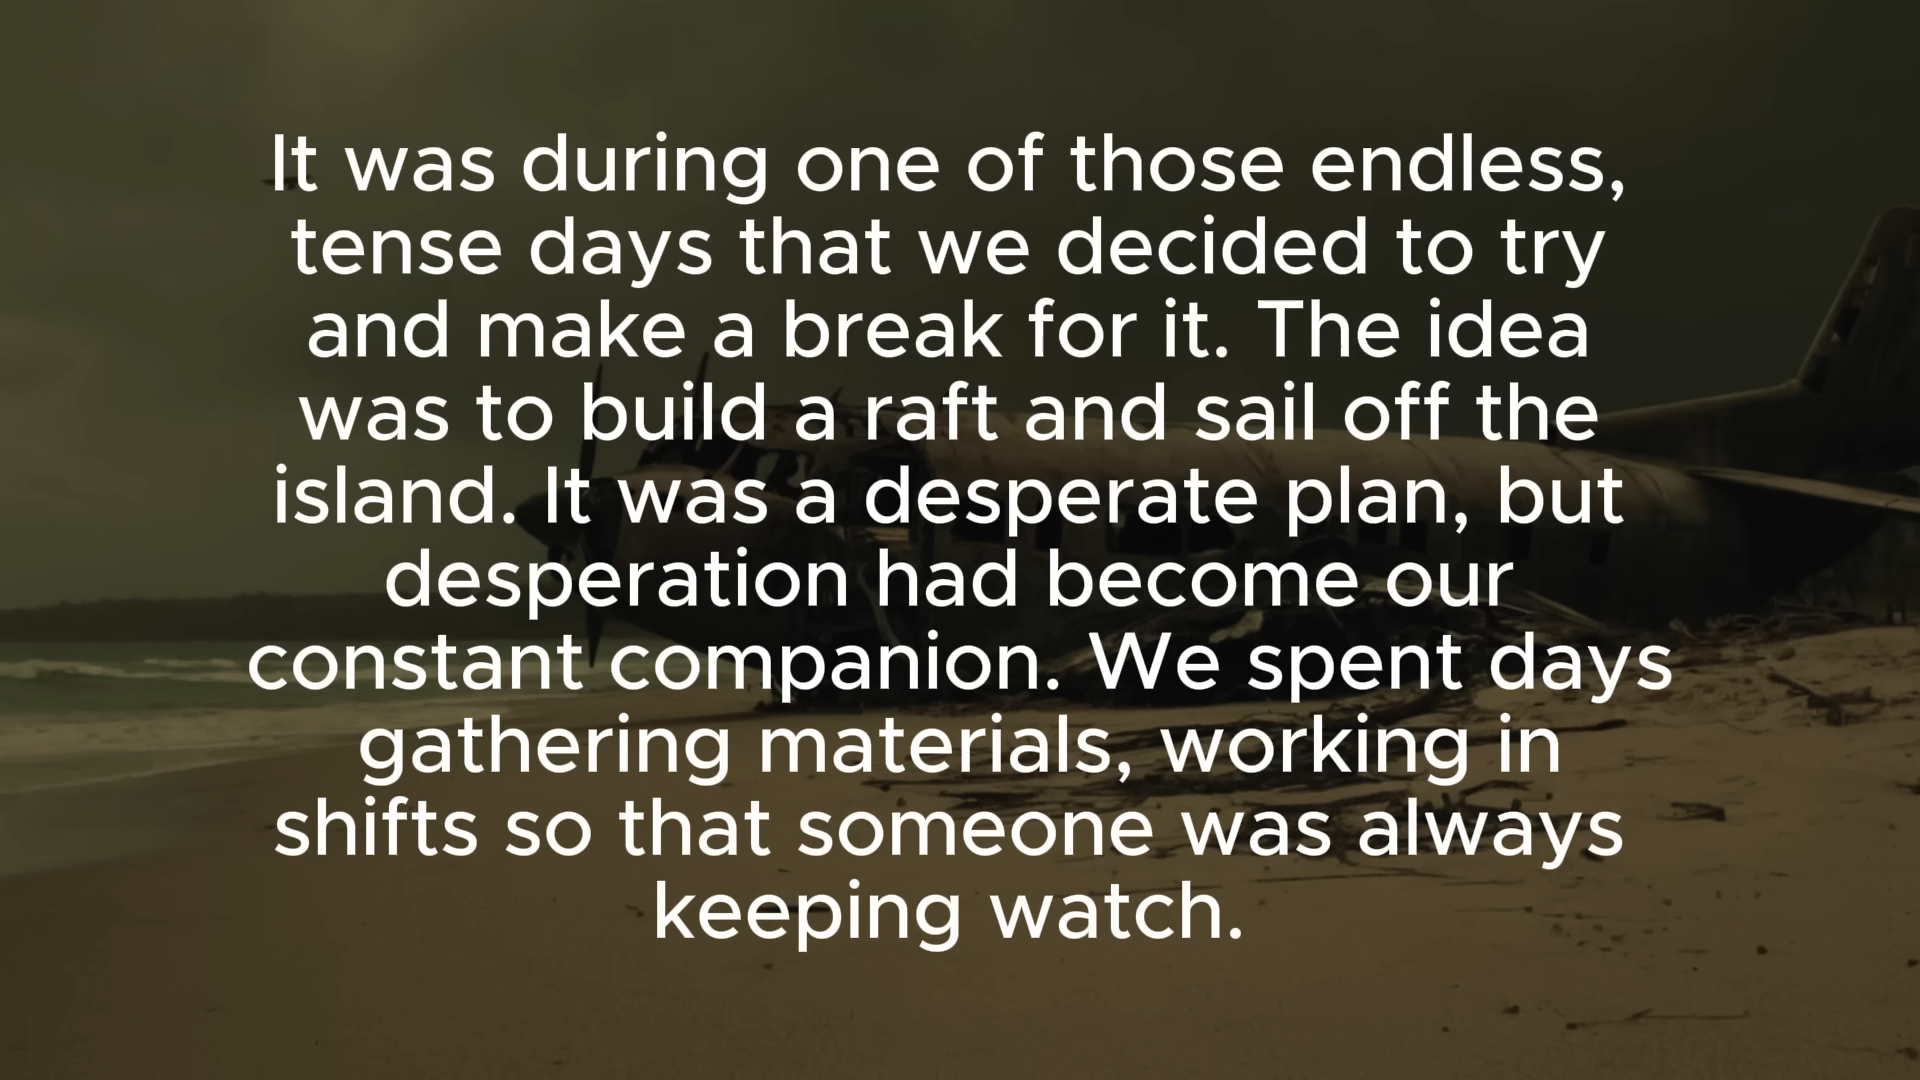 It was during one of those endless,
tense days that we decided to try
and make a break for it. The idea
was to build a raft and sail off the
island. It was a desperate plan, but
desperation had become our
constant companion. We spent days
gathering materials, working in
shifts so that someone was always
keeping watch.